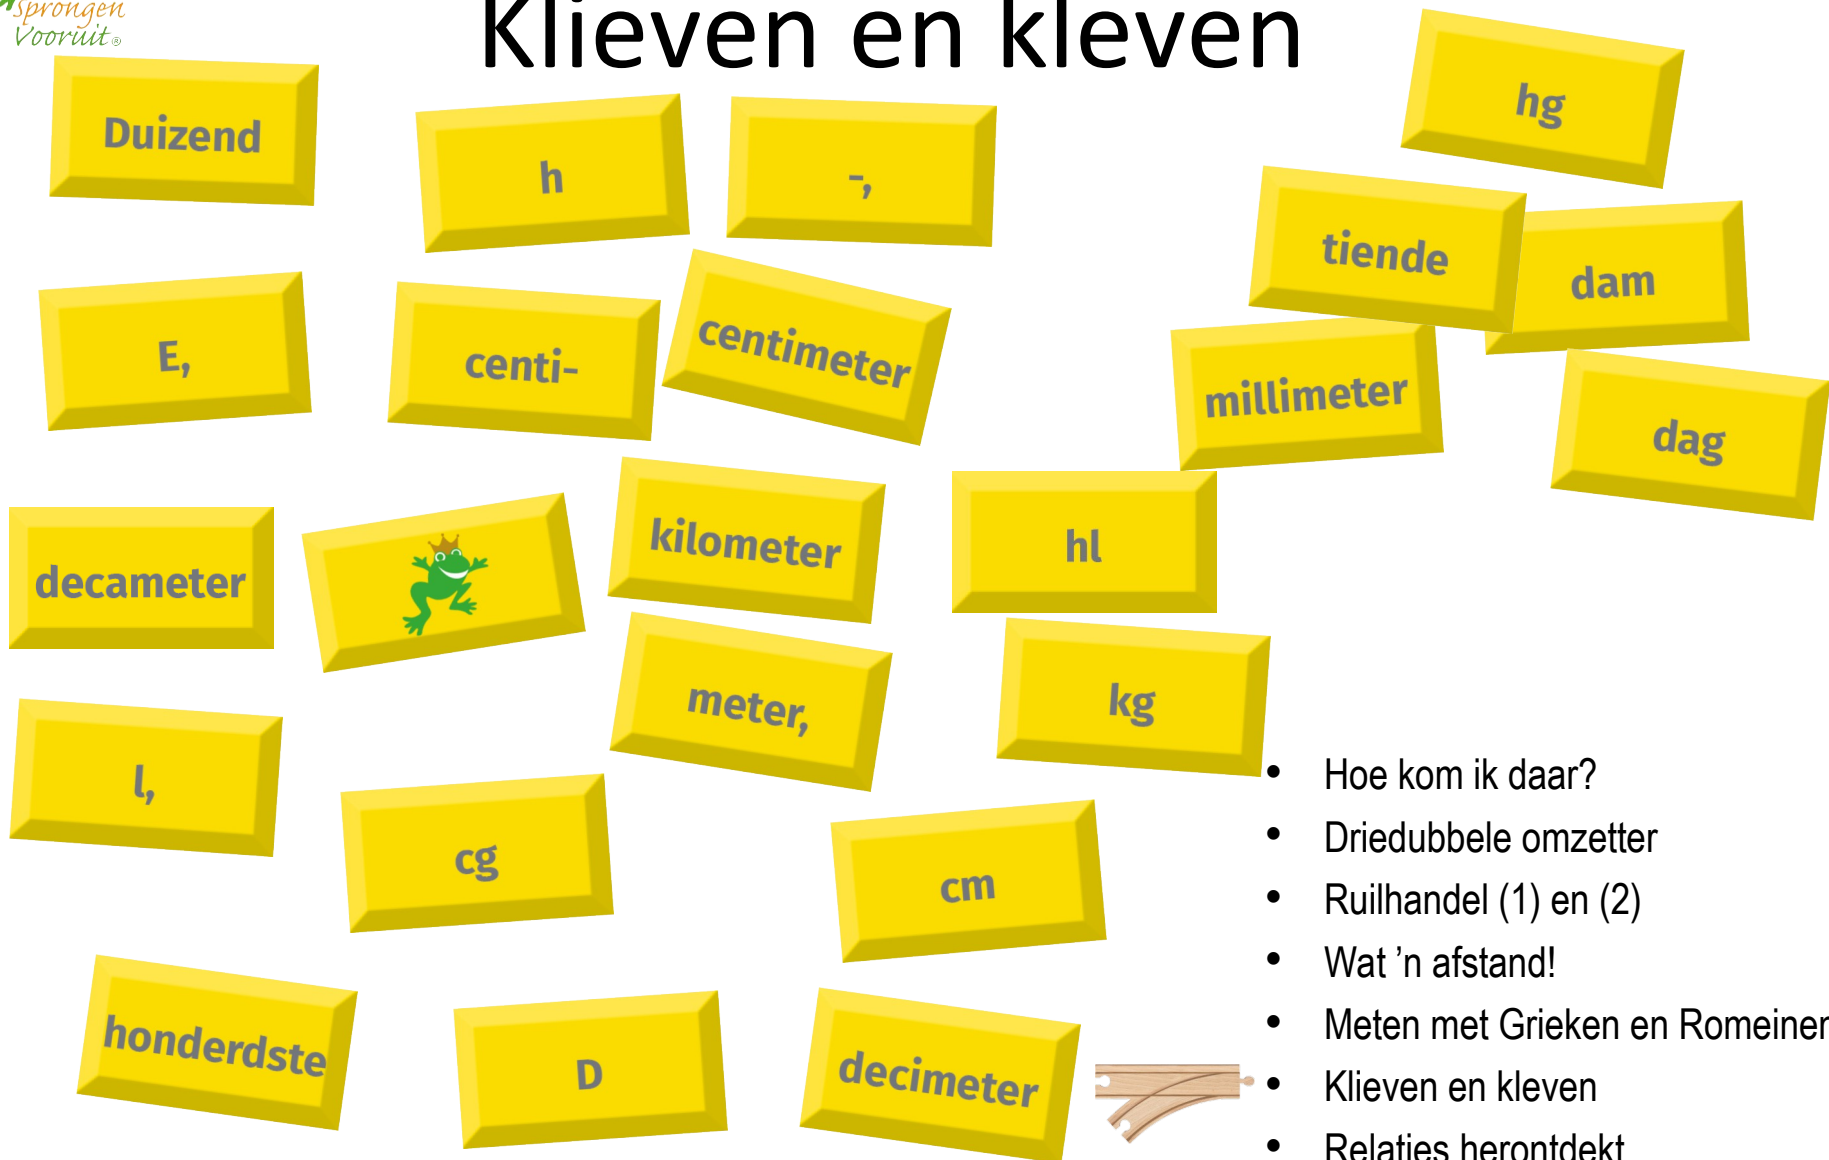 Sprongen
Vooruit ®
Klieven en kleven
Duizend
h
-,
hg
tiende
dam
E,
centi-
centimeter
millimeter
dag
decameter
kilometer
hl
meter,
kg
l,
cg
cm
honderdste
D
decimeter
• Hoe kom ik daar?
• Driedubbele omzetter
• Ruilhandel (1) en (2)
• Wat ’n afstand!
• Meten met Grieken en Romeinen
• Klieven en kleven
• Relaties herontdekt